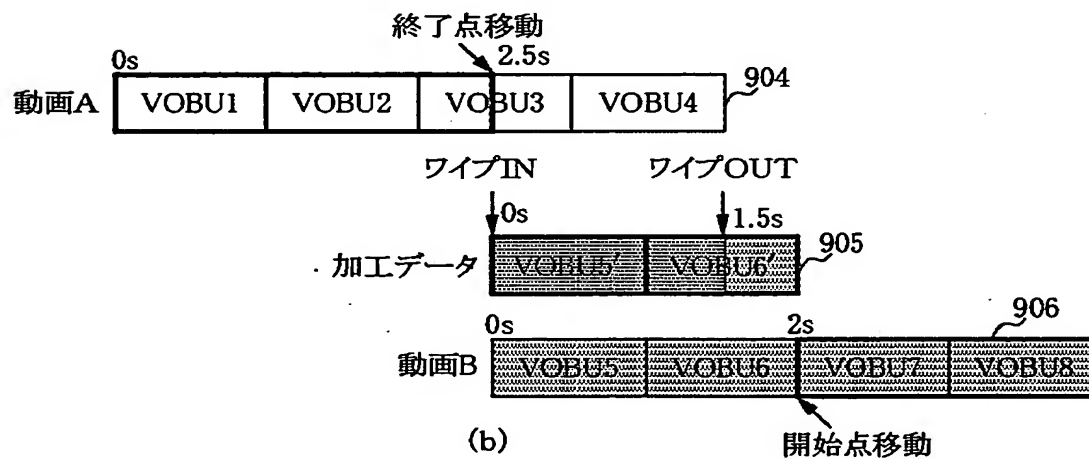 終了点移動
0s
2.5s
904
動画A
VOBU1
VOBU2
VOBU3
VOBU4
ワイプIN
ワイプOUT
0s
1.5s
905
加工データ
VOBU5'
VOBU6'
0s
2s
906
動画B
VOBU5
VOBU6
VOBU7
VOBU8
(b)
開始点移動